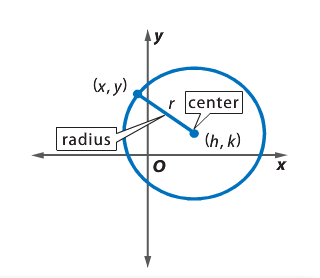 y
(x, y)
r
center
radius
(h, k)
O
x